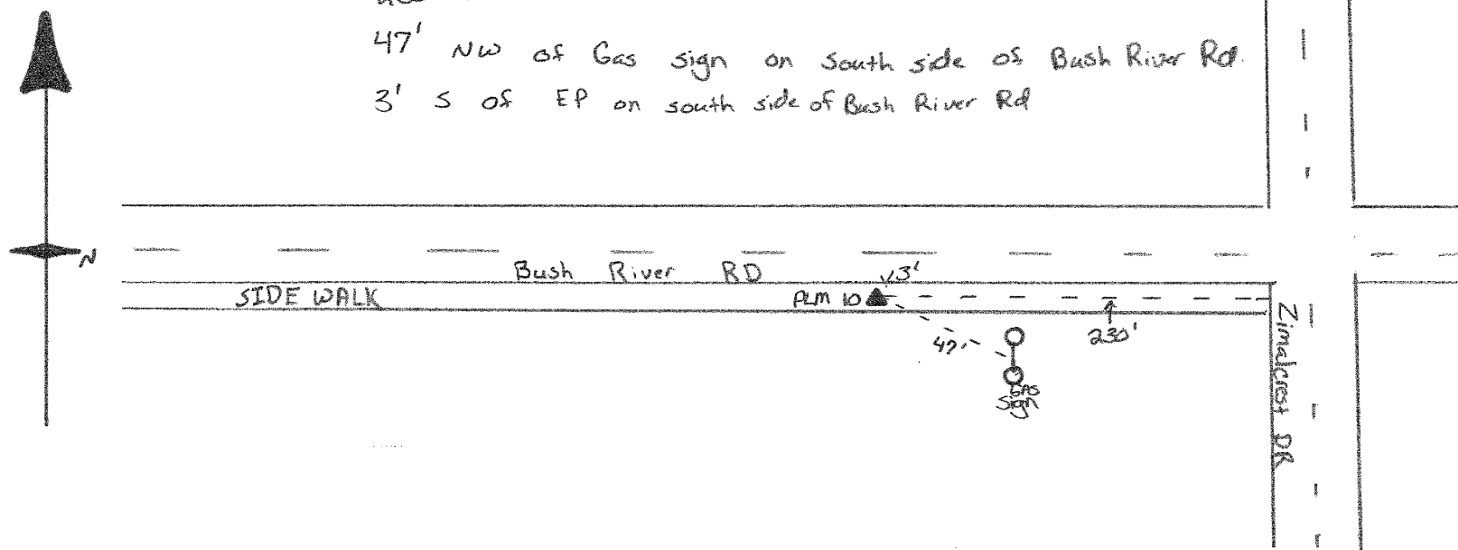 47' NW of Gas sign on South side of Bush River Rd.
3' S of EP on south side of Bush River Rd
N
Bush River RD
3'
SIDE WALK
PLM 10
230'
47'
GAS
Sign
Zimalcrest DR